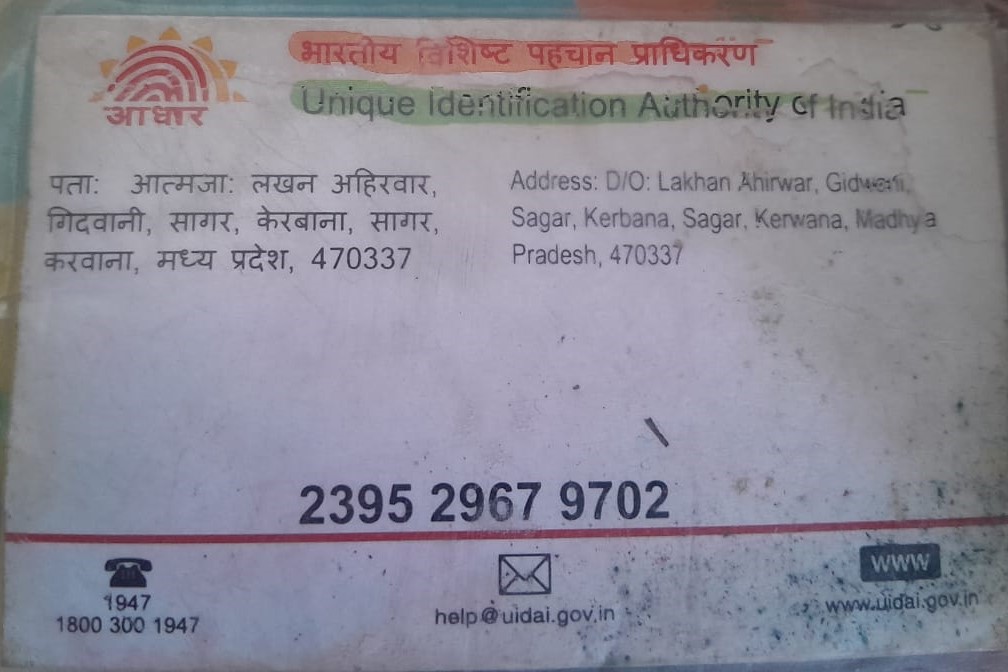 भारतीय विशिष्ट पहचान प्राधिकरण
Unique Identification Authority of India
आधार
पता: आत्मजा: लखन अहिरवार,
गिदवानी, सागर, केरबाना, सागर,
करवाना, मध्य प्रदेश, 470337
Address: D/O: Lakhan Ahirwar,
Sagar, Kerbana, Sagar, Kerwana, Madhya
Pradesh, 470337
2395 2967 9702
1947
1800 300 1947
help@uidai.gov.in
www
www.uidai.gov.in